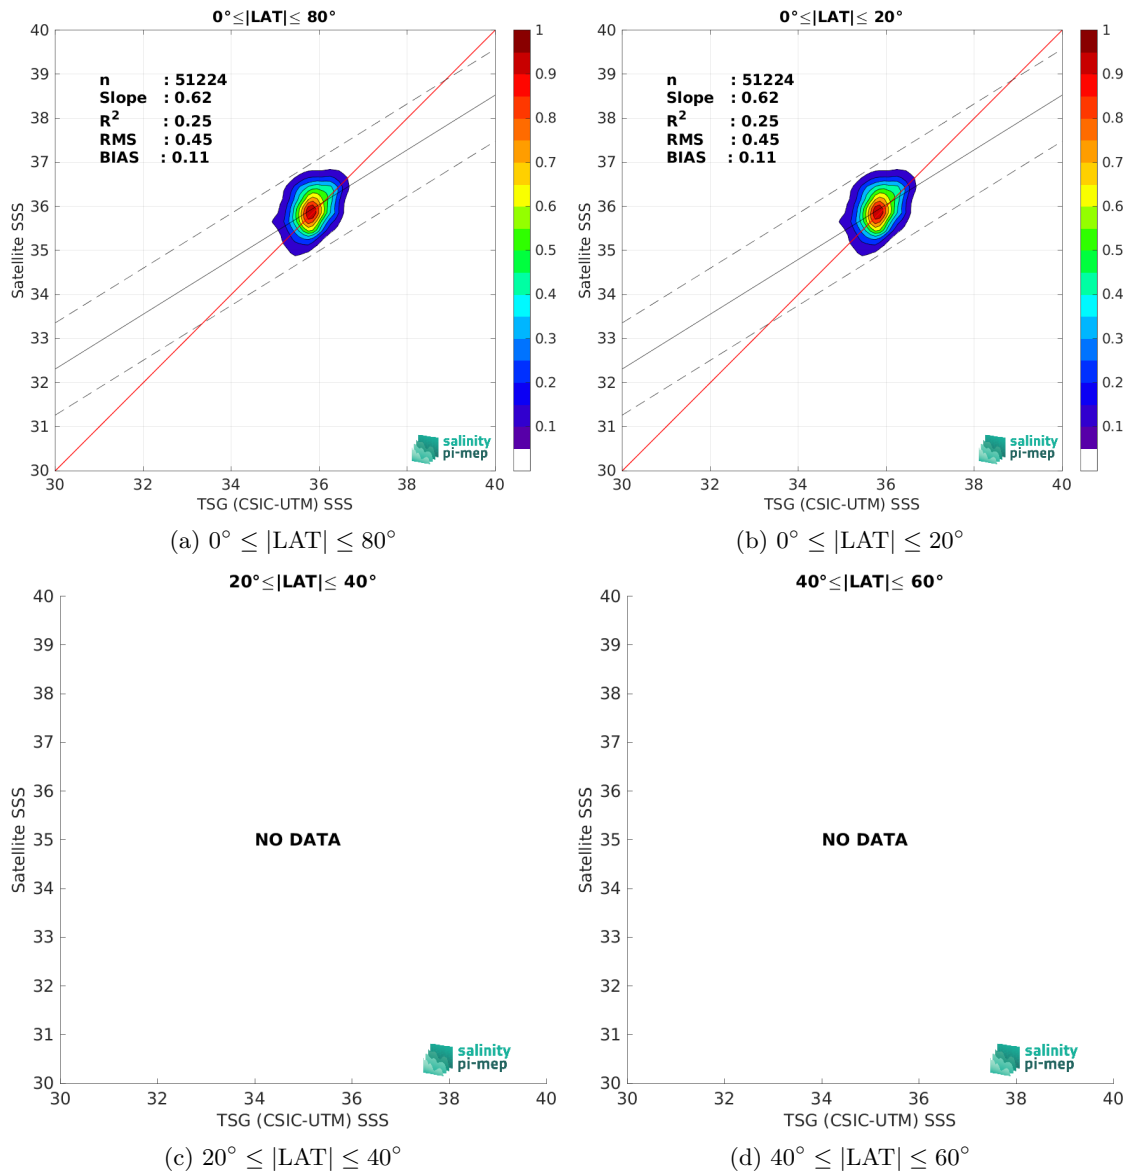 0°≤|LAT|≤ 80°
40
39
38
37
36
35
34
33
32
31
30
Satellite SSS
n : 51224
Slope : 0.62
R² : 0.25
RMS : 0.45
BIAS : 0.11
salinity
pi-mep
30 32 34 36 38 40
TSG (CSIC-UTM) SSS
1
0.9
0.8
0.7
0.6
0.5
0.4
0.3
0.2
0.1
(a) 0° ≤ |LAT| ≤ 80°
0°≤|LAT|≤ 20°
40
39
38
37
36
35
34
33
32
31
30
Satellite SSS
n : 51224
Slope : 0.62
R² : 0.25
RMS : 0.45
BIAS : 0.11
salinity
pi-mep
30 32 34 36 38 40
TSG (CSIC-UTM) SSS
1
0.9
0.8
0.7
0.6
0.5
0.4
0.3
0.2
0.1
(b) 0° ≤ |LAT| ≤ 20°
20°≤|LAT|≤ 40°
40
39
38
37
36
35
34
33
32
31
30
Satellite SSS
NO DATA
salinity
pi-mep
30 32 34 36 38 40
TSG (CSIC-UTM) SSS
(c) 20° ≤ |LAT| ≤ 40°
40°≤|LAT|≤ 60°
40
39
38
37
36
35
34
33
32
31
30
Satellite SSS
NO DATA
salinity
pi-mep
30 32 34 36 38 40
TSG (CSIC-UTM) SSS
(d) 40° ≤ |LAT| ≤ 60°